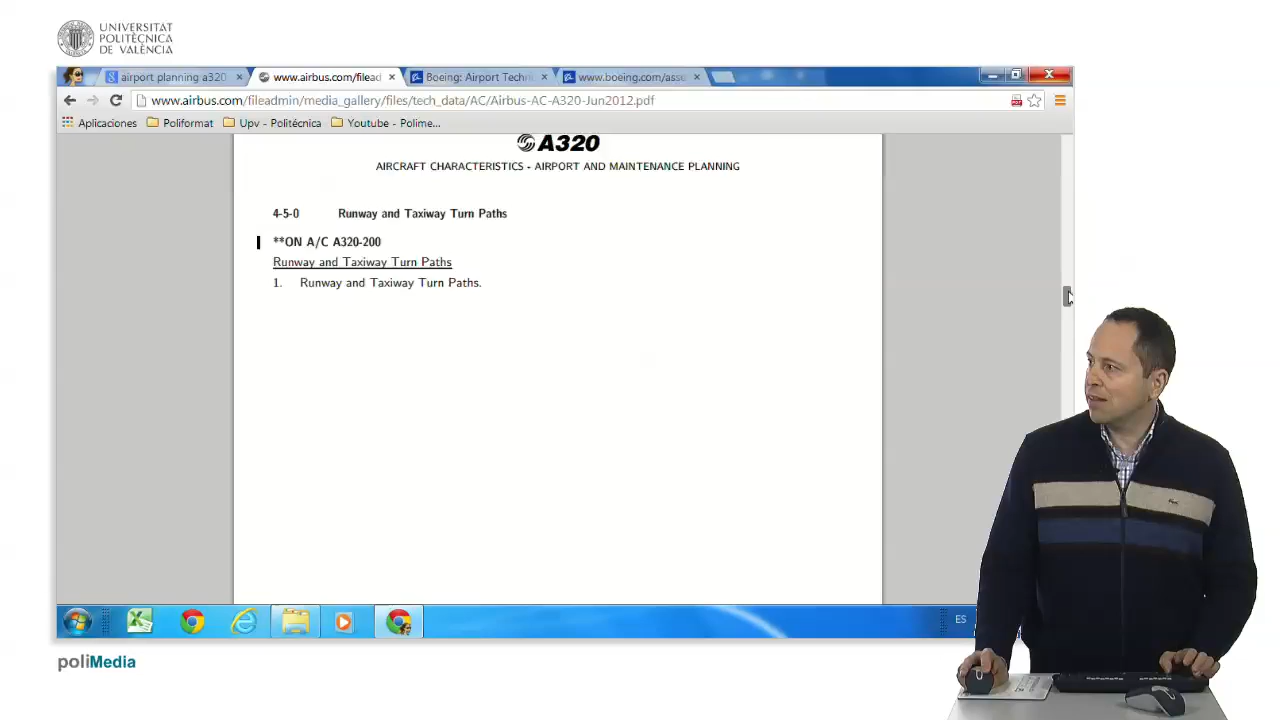 UNIVERSITAT
POLITÈCNICA
DE VALÈNCIA
airport planning a320
www.airbus.com/filead
Boeing: Airport Techni
www.boeing.com/asse
www.airbus.com/fileadmin/media_gallery/files/tech_data/AC/Airbus-AC-A320-Jun2012.pdf
Aplicaciones
Poliformat
Upv - Politécnica
Youtube - Polime...
A320
AIRCRAFT CHARACTERISTICS - AIRPORT AND MAINTENANCE PLANNING
4-5-0 Runway and Taxiway Turn Paths
**ON A/C A320-200
Runway and Taxiway Turn Paths
1. Runway and Taxiway Turn Paths.
ES
poliMedia